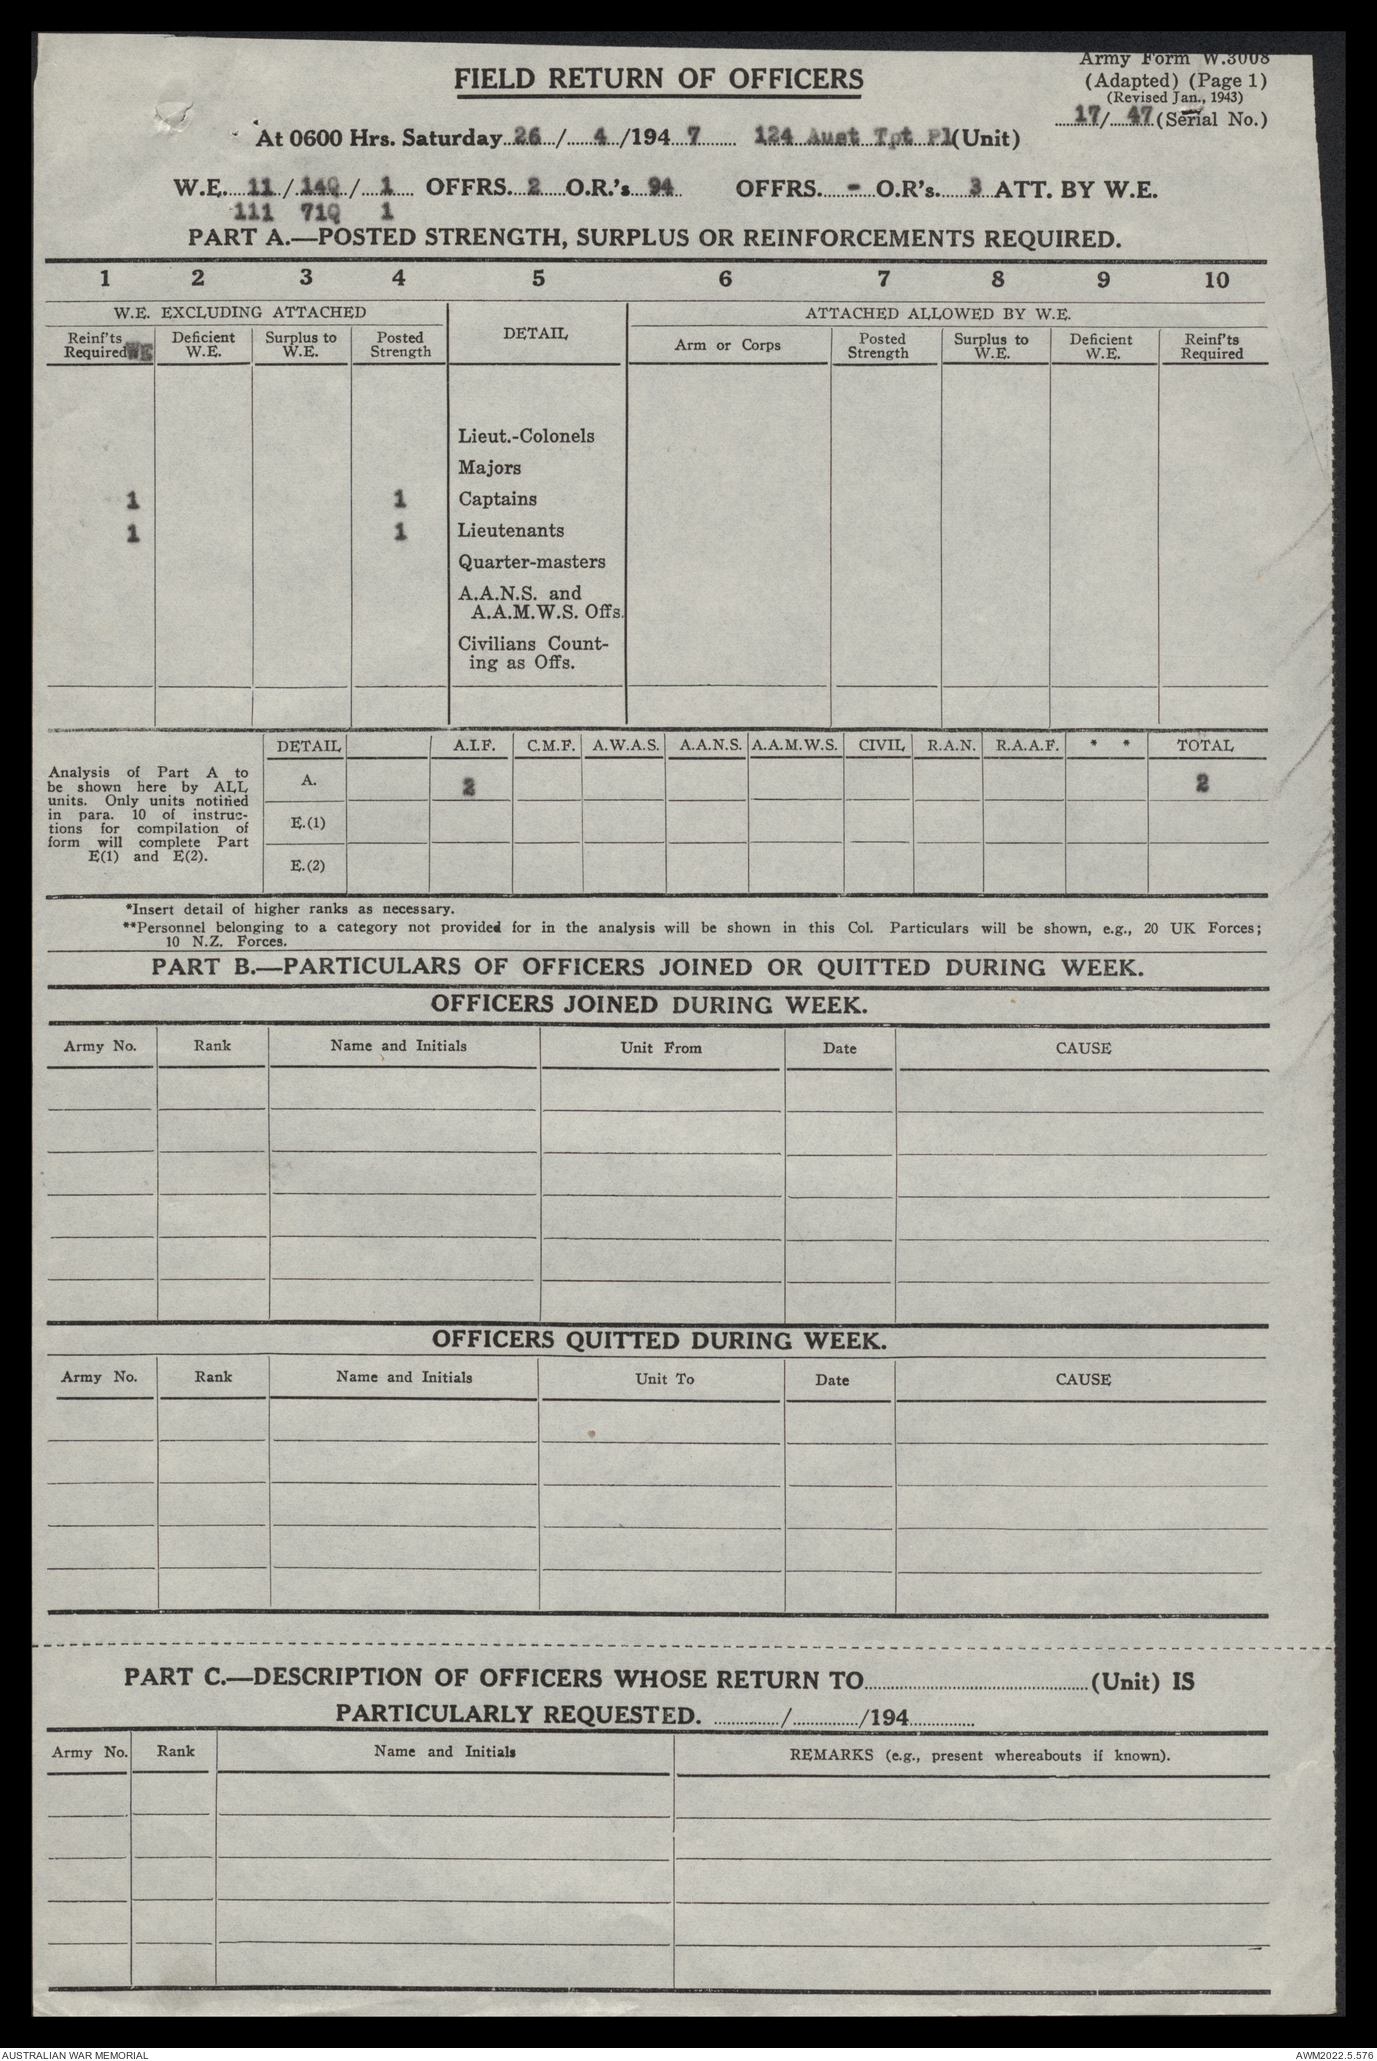 Army Form W.3008
FIELD RETURN OF OFFICERS
(Adapted) (Page 1)
(Revised Jan., 1943)
17/ 47 (Serial No.)
At 0600 Hrs. Saturday 26 / 4 /194 7 124 Aust Tpt Pl (Unit)
W.E. 11 / 14Q / 1 OFFRS. 2 O.R.'s 94 OFFRS. - O.R's. 3 ATT. BY W.E.
111 71Q 1
PART A.—POSTED STRENGTH, SURPLUS OR REINFORCEMENTS REQUIRED.
1 2 3 4 5 6 7 8 9 10
W.E. EXCLUDING ATTACHED DETAIL ATTACHED ALLOWED BY W.E.
Reinf'ts Deficient Surplus to Posted Arm or Corps Posted Surplus to Deficient Reinf'ts
Required WE W.E. W.E. Strength Strength W.E. W.E. Required
Lieut.-Colonels
Majors
1 1 Captains
1 1 Lieutenants
Quarter-masters
A.A.N.S. and
A.A.M.W.S. Offs.
Civilians Count-
ing as Offs.
DETAIL A.I.F. C.M.F. A.W.A.S. A.A.N.S. A.A.M.W.S. CIVIL R.A.N. R.A.A.F. * * TOTAL
Analysis of Part A to
be shown here by ALL
units. Only units notified
in para. 10 of instruc-
tions for compilation of
form will complete Part
E(1) and E(2).
A. 2 2
E.(1)
E.(2)
*Insert detail of higher ranks as necessary.
**Personnel belonging to a category not provided for in the analysis will be shown in this Col. Particulars will be shown, e.g., 20 UK Forces;
10 N.Z. Forces.
PART B.—PARTICULARS OF OFFICERS JOINED OR QUITTED DURING WEEK.
OFFICERS JOINED DURING WEEK.
Army No. Rank Name and Initials Unit From Date CAUSE
OFFICERS QUITTED DURING WEEK.
Army No. Rank Name and Initials Unit To Date CAUSE
PART C.—DESCRIPTION OF OFFICERS WHOSE RETURN TO (Unit) IS
PARTICULARLY REQUESTED. / /194
Army No. Rank Name and Initials REMARKS (e.g., present whereabouts if known).
AUSTRALIAN WAR MEMORIAL AWM2022.5.576